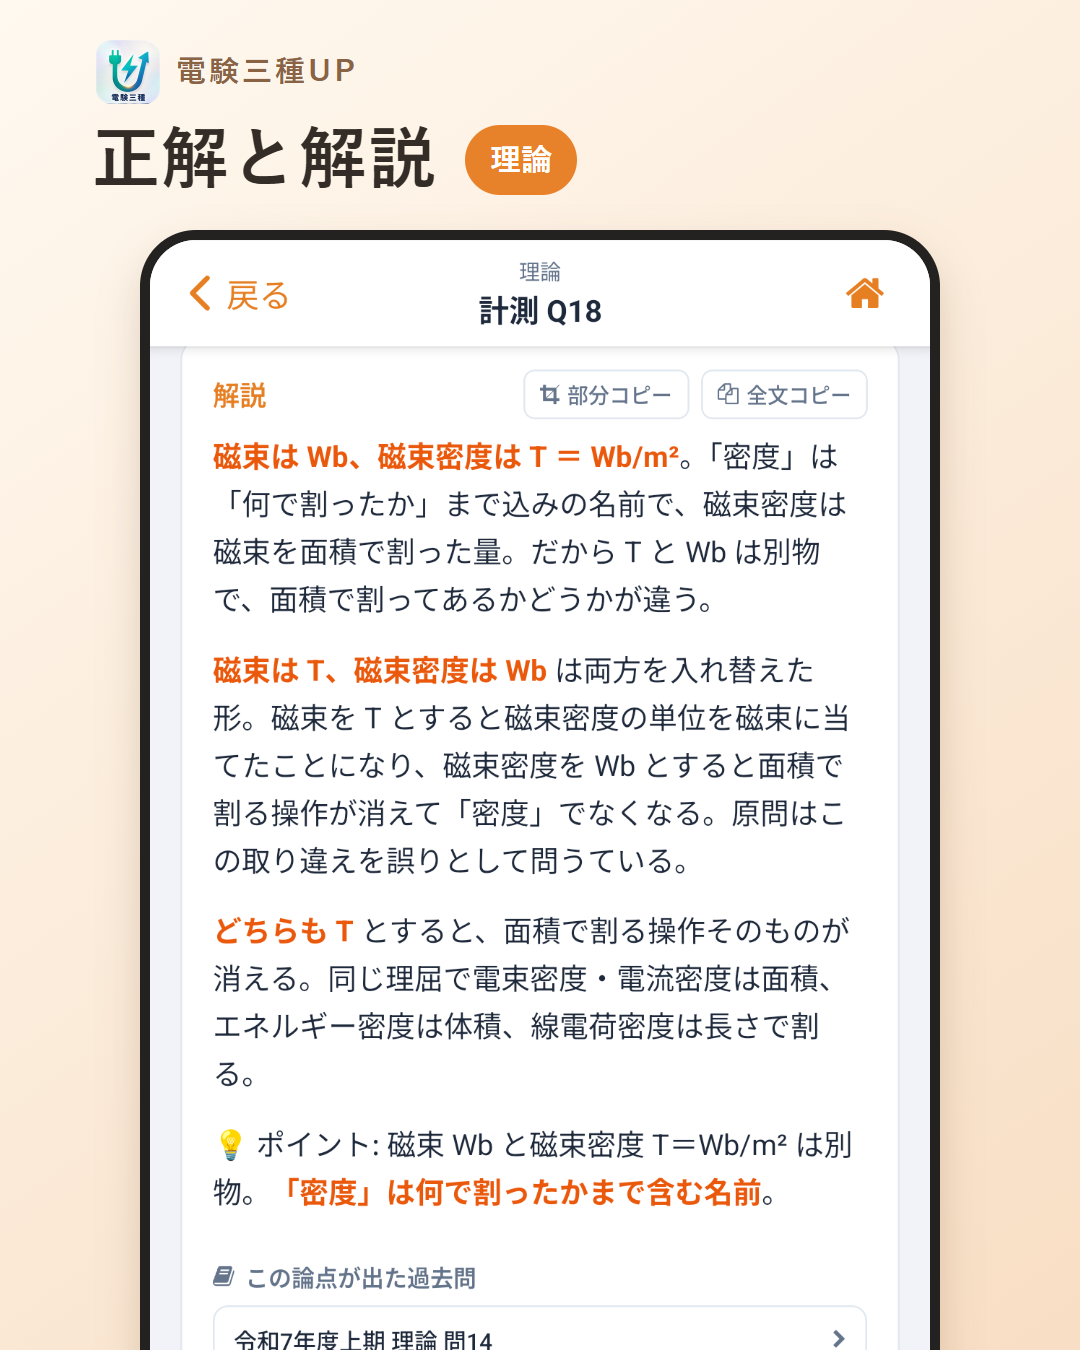 電験三種
電験三種UP
正解と解説
理論
戻る
理論
計測 Q18
解説
部分コピー
全文コピー
磁束は Wb、磁束密度は T ＝ Wb/m²。「密度」は
「何で割ったか」まで込みの名前で、磁束密度は
磁束を面積で割った量。だから T と Wb は別物
で、面積で割ってあるかどうかが違う。
磁束は T、磁束密度は Wb は両方を入れ替えた
形。磁束を T とすると磁束密度の単位を磁束に当
てたことになり、磁束密度を Wb とすると面積で
割る操作が消えて「密度」でなくなる。原問はこ
の取り違えを誤りとして問うている。
どちらも T とすると、面積で割る操作そのものが
消える。同じ理屈で電束密度・電流密度は面積、
エネルギー密度は体積、線電荷密度は長さで割
る。
💡 ポイント: 磁束 Wb と磁束密度 T＝Wb/m² は別
物。「密度」は何で割ったかまで含む名前。
この論点が出た過去問
令和7年度上期 理論 問14